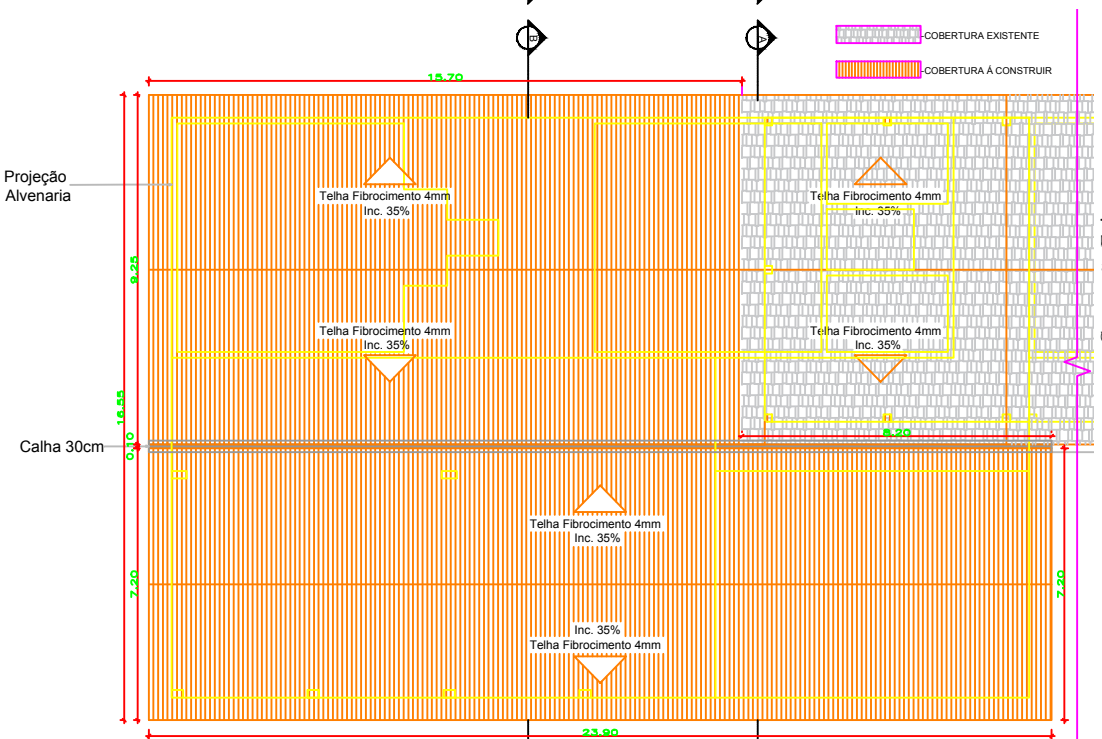 B
A
COBERTURA EXISTENTE
COBERTURA Á CONSTRUIR
15.70
Projeção
Alvenaria
Telha Fibrocimento 4mm
Inc. 35%
Telha Fibrocimento 4mm
Inc. 35%
9.25
Telha Fibrocimento 4mm
Inc. 35%
Telha Fibrocimento 4mm
Inc. 35%
16.55
0.10
Calha 30cm
8.20
Telha Fibrocimento 4mm
Inc. 35%
7.20
7.20
Inc. 35%
Telha Fibrocimento 4mm
23.90